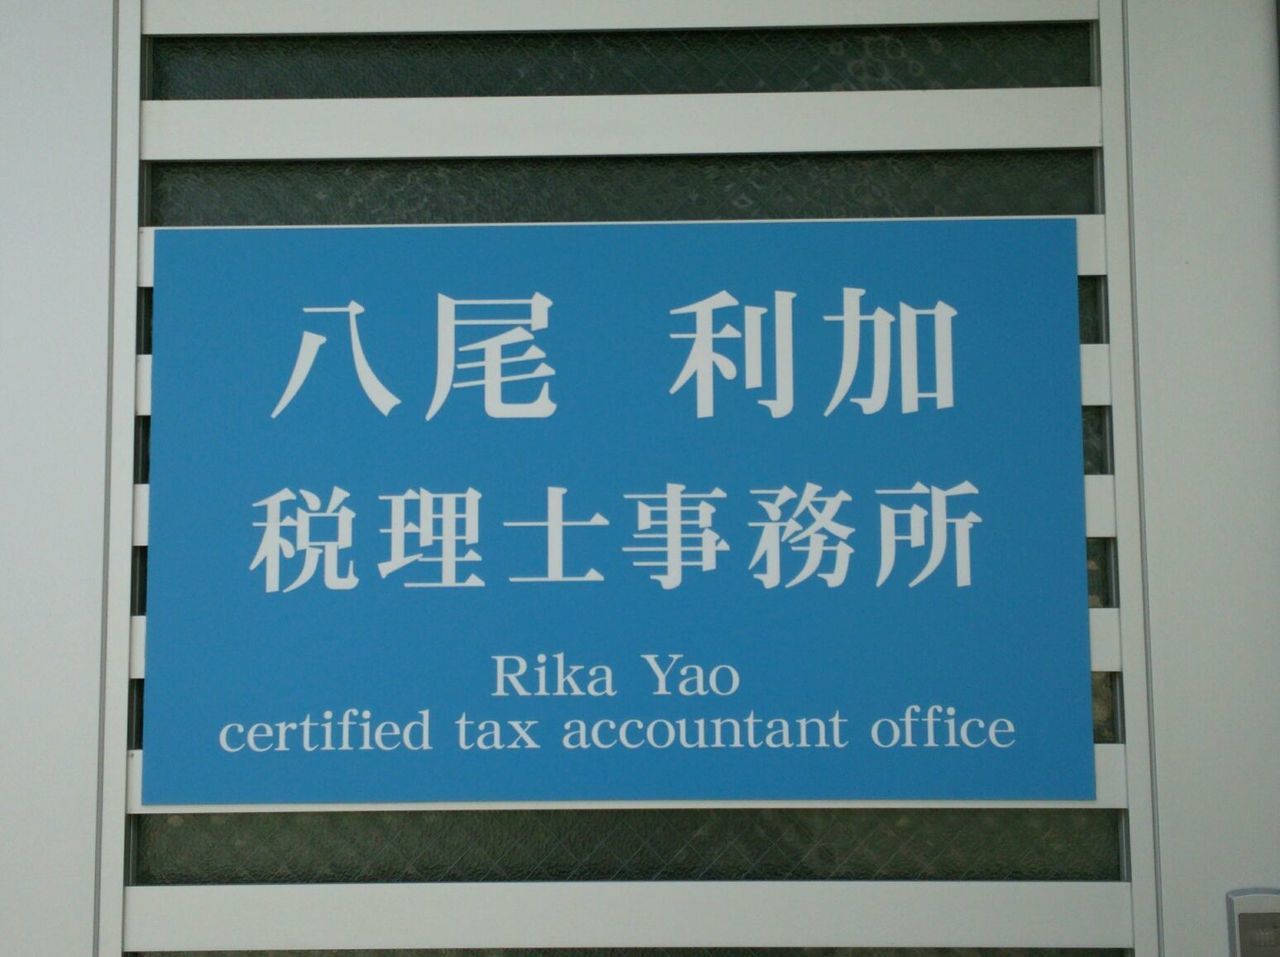 八尾 利加
税理士事務所
Rika Yao
certified tax accountant office